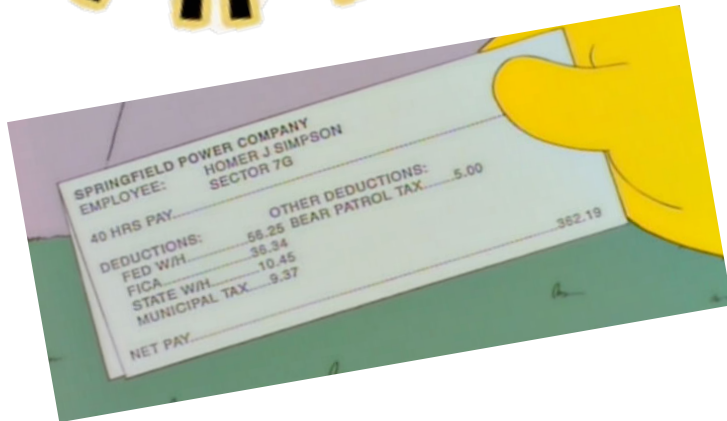 SPRINGFIELD POWER COMPANY
EMPLOYEE: HOMER J SIMPSON
SECTOR 7G
40 HRS PAY
DEDUCTIONS: OTHER DEDUCTIONS:
FED W/H 56.25 BEAR PATROL TAX 5.00
FICA 36.34
STATE W/H 10.45
MUNICIPAL TAX 9.37
NET PAY 362.19